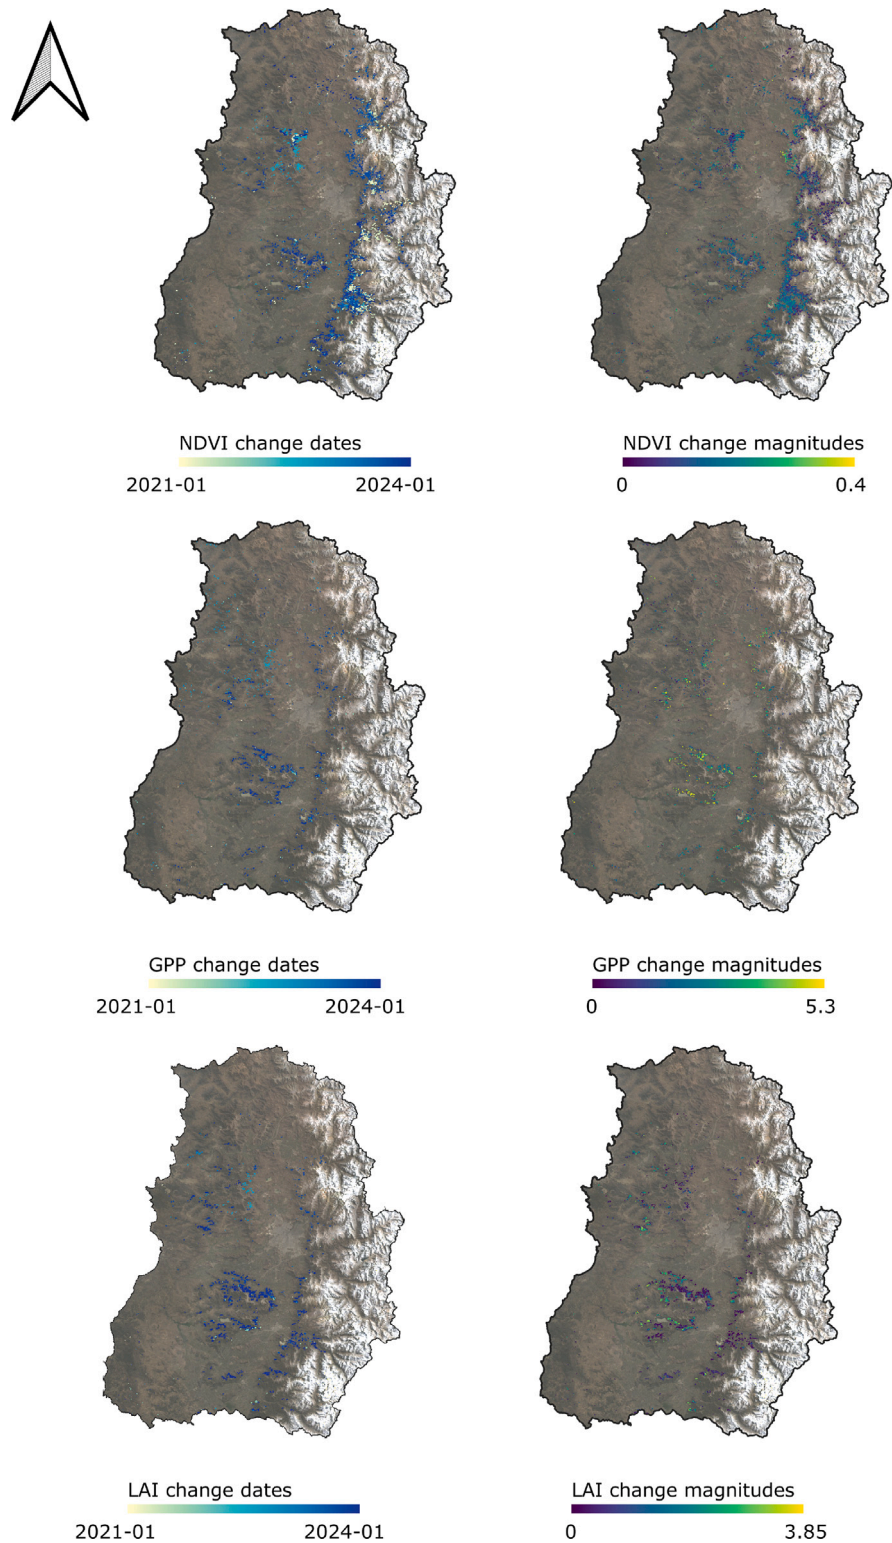 NDVI change dates
2021-01 2024-01
NDVI change magnitudes
0 0.4
GPP change dates
2021-01 2024-01
GPP change magnitudes
0 5.3
LAI change dates
2021-01 2024-01
LAI change magnitudes
0 3.85